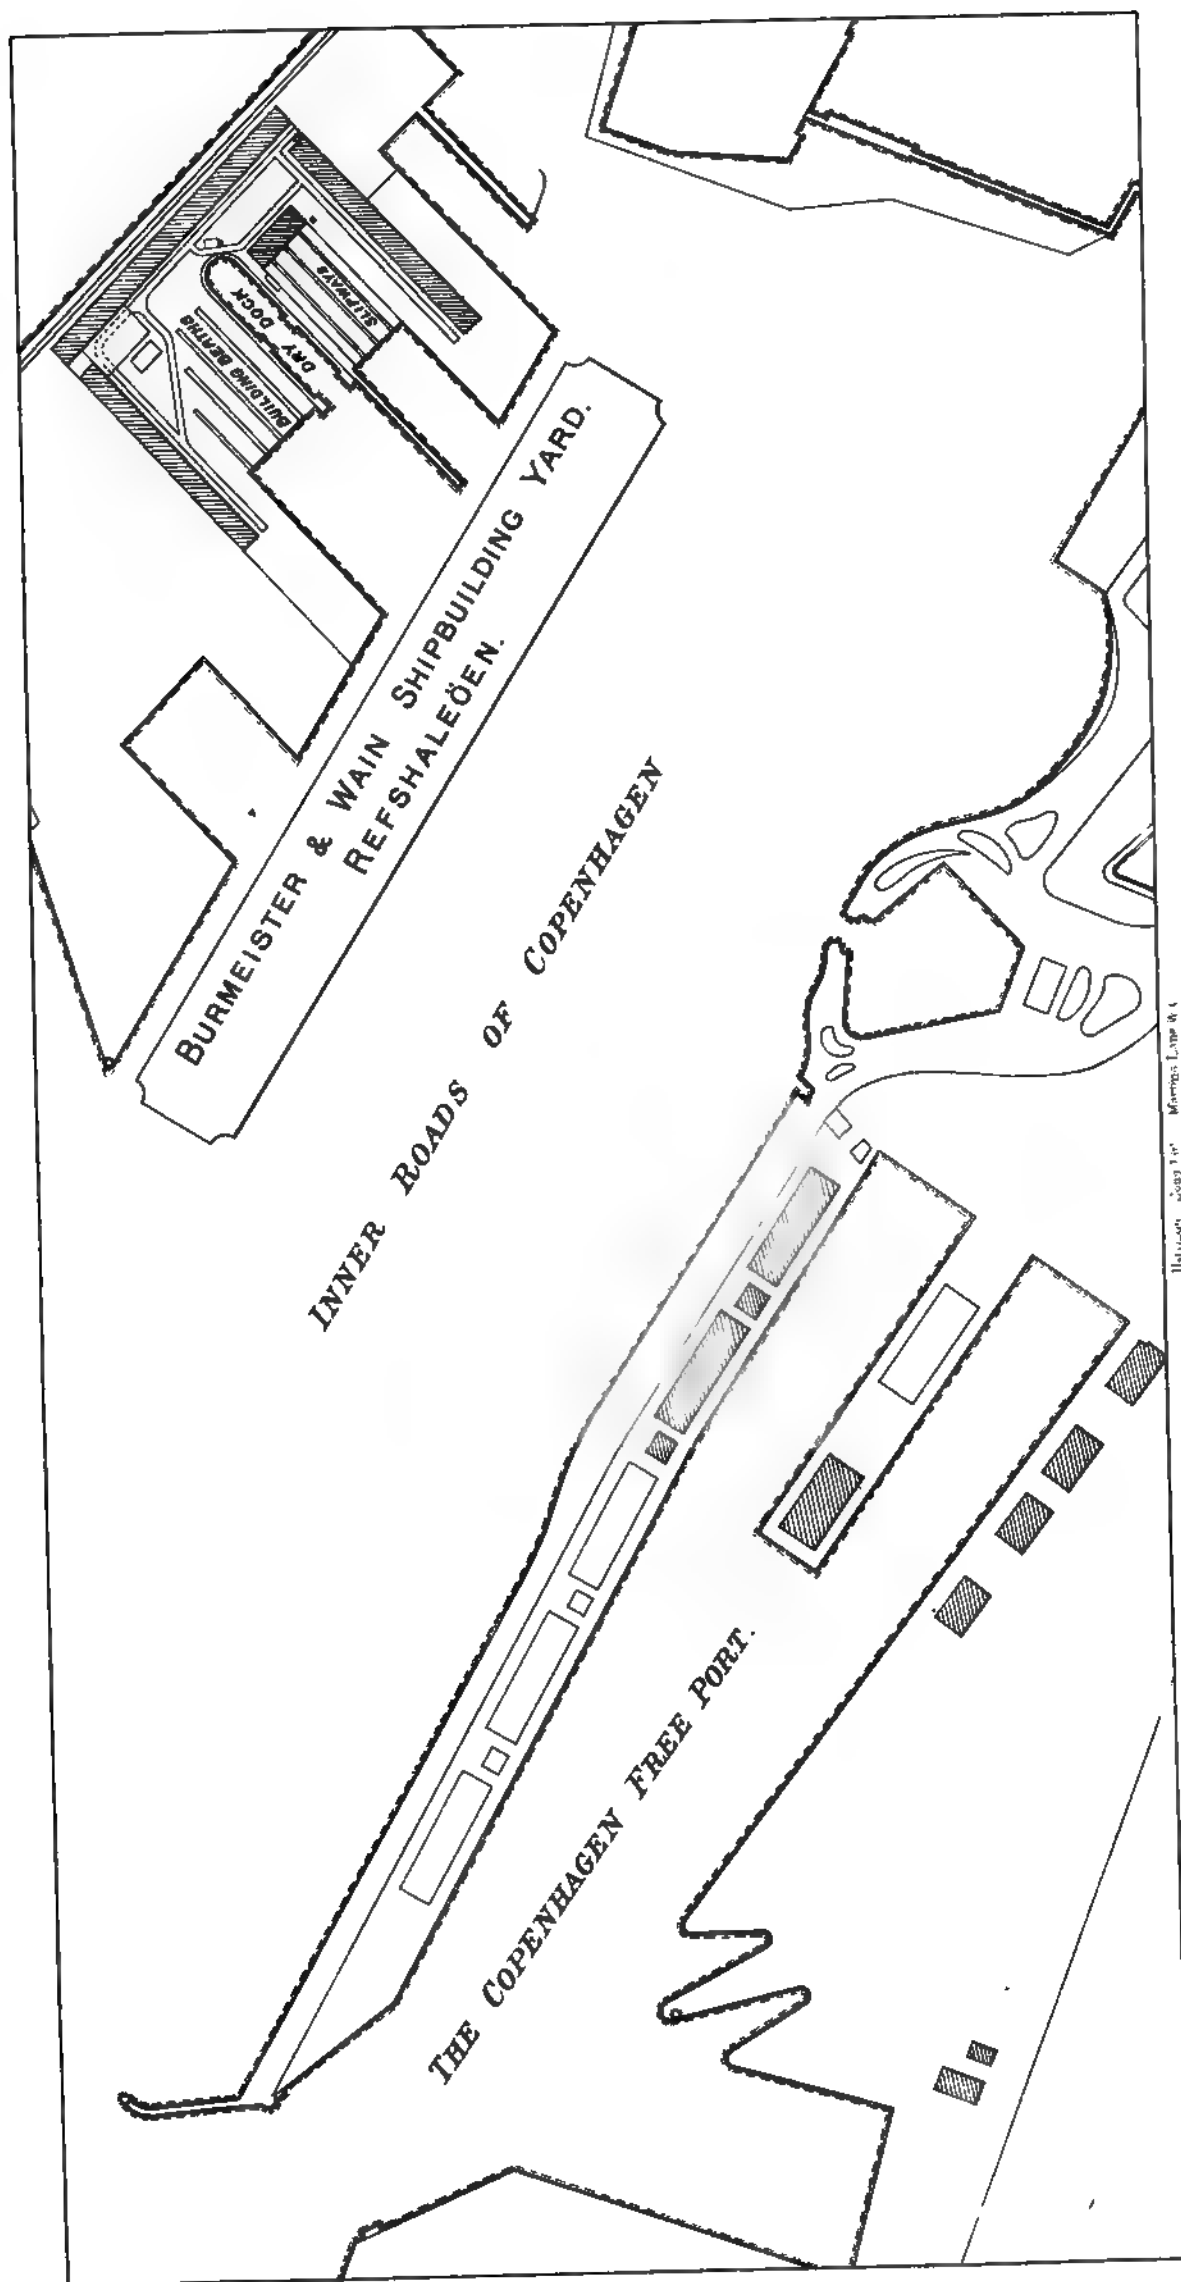 SLIPWAYS
DRY DOCK
BUILDING BERTHS
BURMEISTER & WAIN SHIPBUILDING YARD.
REFSHALEÖEN.
INNER ROADS OF COPENHAGEN
THE COPENHAGEN FREE PORT.